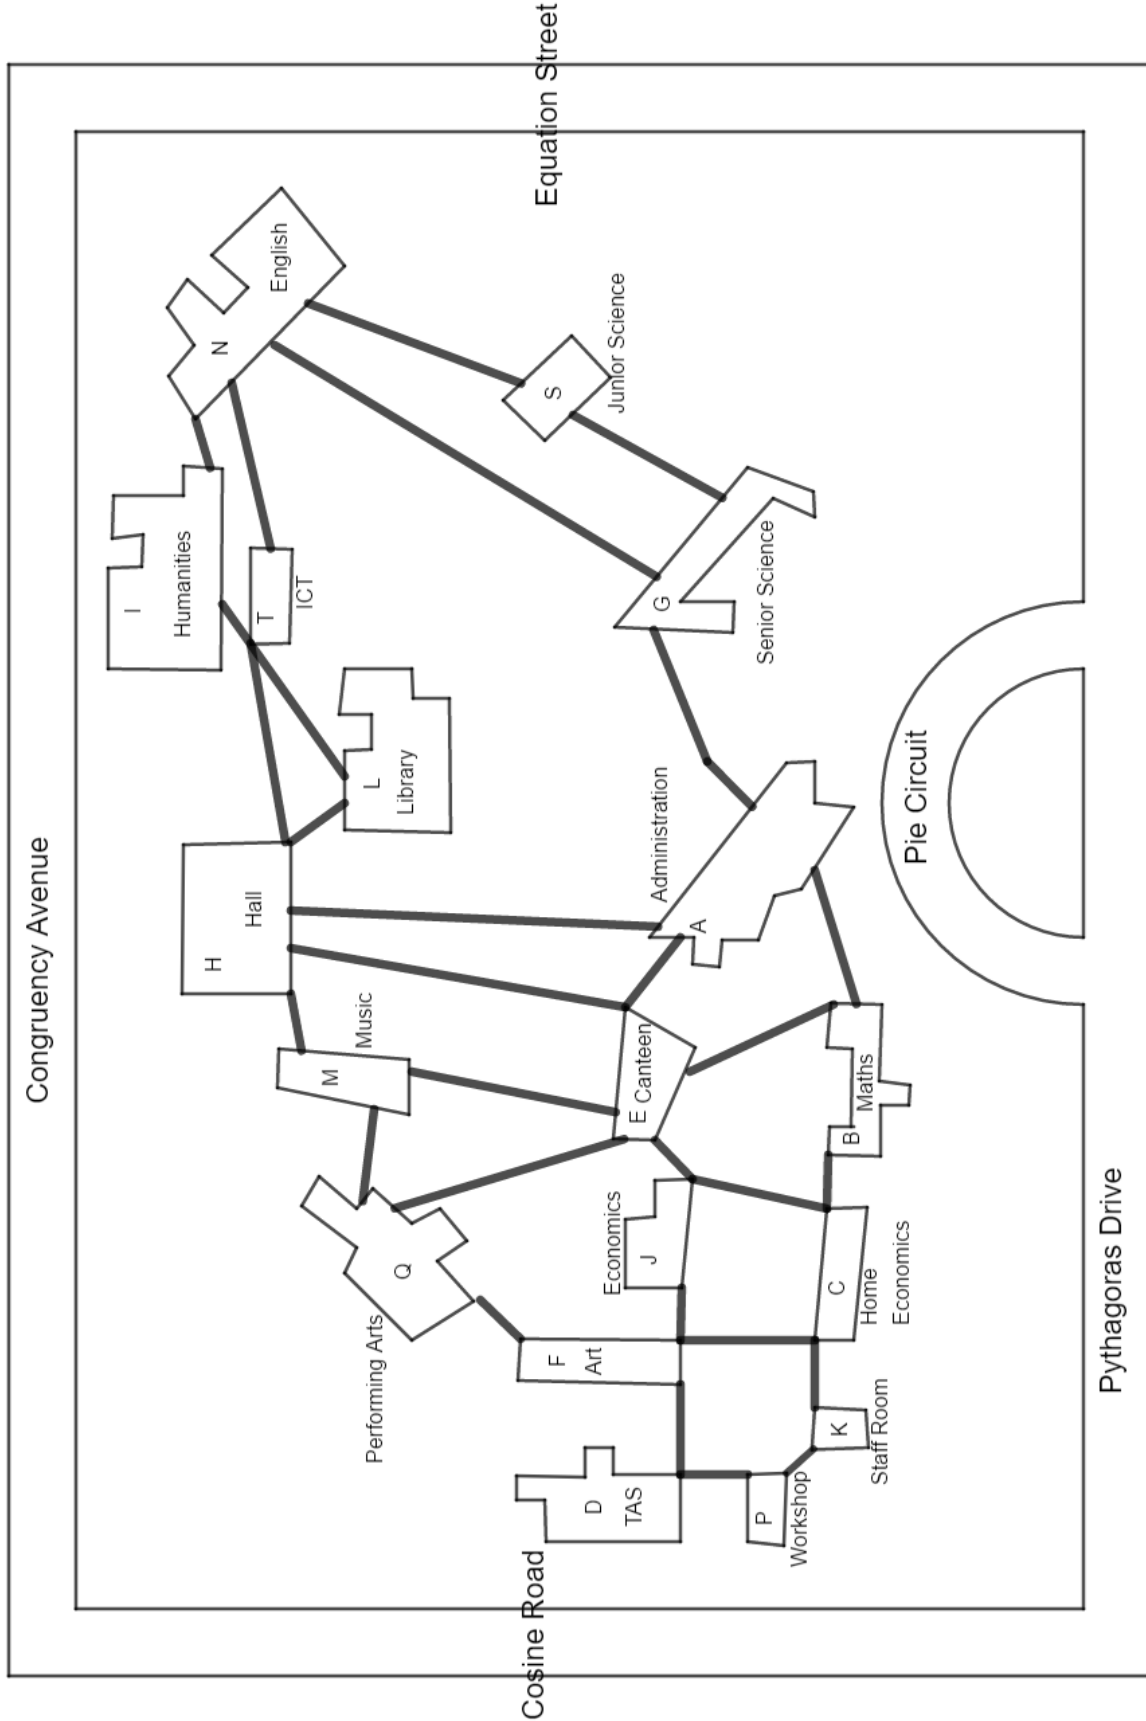 Congruency Avenue
Equation Street
Cosine Road
Pythagoras Drive
Pie Circuit
N
English
I
Humanities
T
ICT
L
Library
H
Hall
M
Music
S
Junior Science
G
Senior Science
Administration
A
E
Canteen
B
Maths
Q
Performing Arts
J
Economics
F
Art
C
Home
Economics
K
Staff Room
D
TAS
P
Workshop